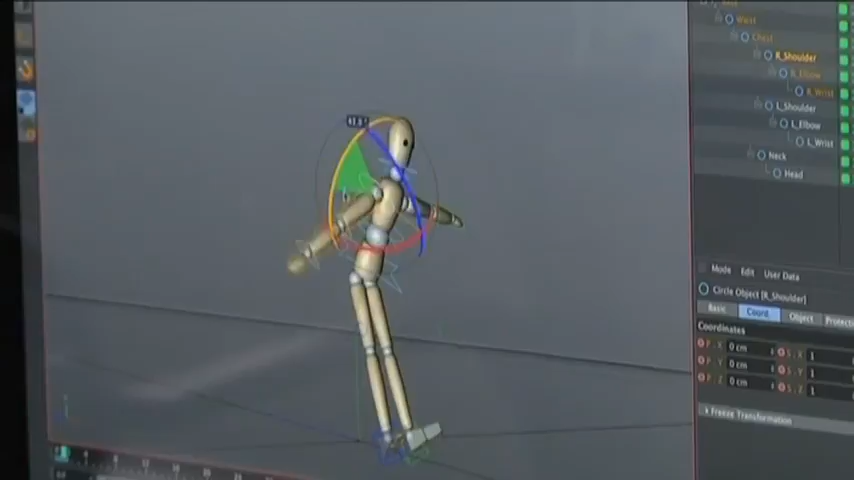 Waist
Chest
R_Shoulder
R_Elbow
R_Wrist
L_Shoulder
L_Elbow
L_Wrist
Neck
Head
Mode Edit User Data
Circle Object [R_Shoulder]
Basic Coord. Object Protecti
Coordinates
P . X 0 cm S . X 1
P . Y 0 cm S . Y 1
P . Z 0 cm S . Z 1
Freeze Transformation